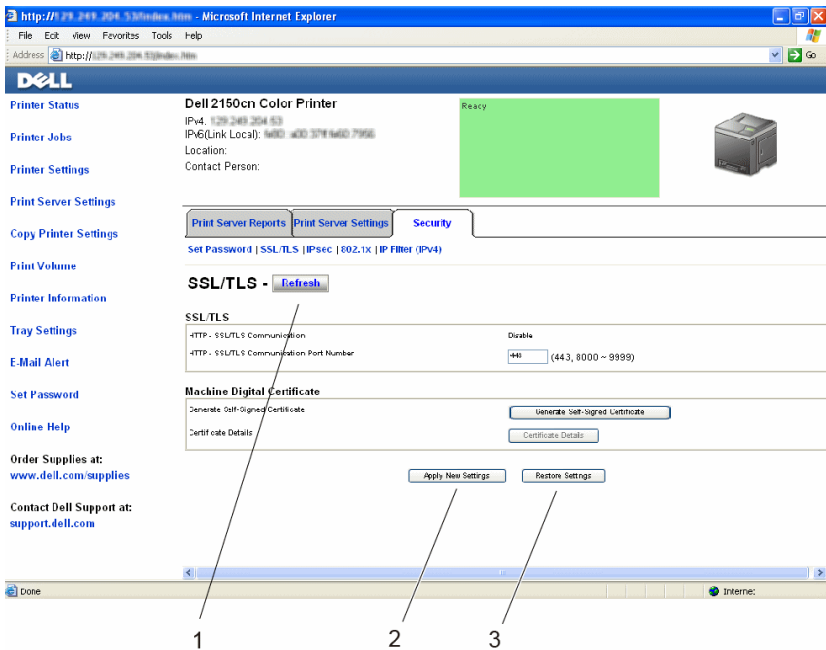 http:// - Microsoft Internet Explorer
File Edit View Favorites Tools Help
Address http:// Go
DELL
Printer Status
Printer Jobs
Printer Settings
Print Server Settings
Copy Printer Settings
Print Volume
Printer Information
Tray Settings
E-Mail Alert
Set Password
Online Help
Order Supplies at:
www.dell.com/supplies
Contact Dell Support at:
support.dell.com
Dell 2150cn Color Printer
IPv4:
IPv6(Link Local):
Location:
Contact Person:
Ready
Print Server Reports Print Server Settings Security
Set Password | SSL/TLS | IPsec | 802.1X | IP Filter (IPv4)
SSL/TLS - Refresh
SSL/TLS
HTTP - SSL/TLS Communication Disable
HTTP - SSL/TLS Communication Port Number 443 (443, 8000 ~ 9999)
Machine Digital Certificate
Generate Self-Signed Certificate Generate Self-Signed Certificate
Certificate Details Certificate Details
Apply New Settings Restore Settings
Done Internet
1 2 3